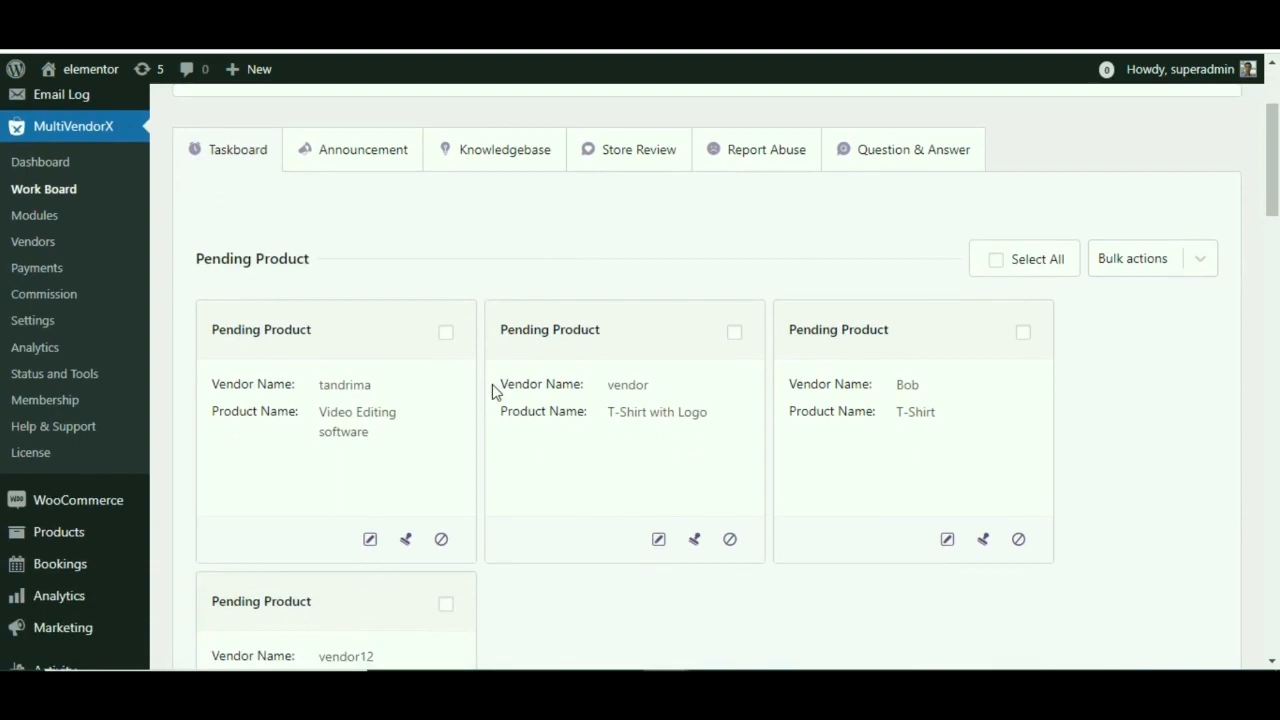 elementor 5 0 New 0 Howdy, superadmin
Email Log
MultiVendorX
Dashboard
Work Board
Modules
Vendors
Payments
Commission
Settings
Analytics
Status and Tools
Membership
Help & Support
License
WooCommerce
Products
Bookings
Analytics
Marketing
Taskboard Announcement Knowledgebase Store Review Report Abuse Question & Answer
Pending Product Select All Bulk actions
Pending Product
Vendor Name: tandrima
Product Name: Video Editing
software
Pending Product
Vendor Name: vendor
Product Name: T-Shirt with Logo
Pending Product
Vendor Name: Bob
Product Name: T-Shirt
Pending Product
Vendor Name: vendor12